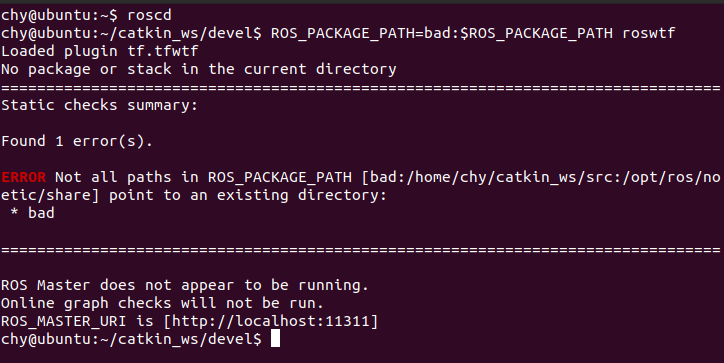 chy@ubuntu:~$ roscd
chy@ubuntu:~/catkin_ws/devel$ ROS_PACKAGE_PATH=bad:$ROS_PACKAGE_PATH roswtf
Loaded plugin tf.tfwtf
No package or stack in the current directory
================================================================================
Static checks summary:

Found 1 error(s).

ERROR Not all paths in ROS_PACKAGE_PATH [bad:/home/chy/catkin_ws/src:/opt/ros/no
etic/share] point to an existing directory:
 * bad

================================================================================

ROS Master does not appear to be running.
Online graph checks will not be run.
ROS_MASTER_URI is [http://localhost:11311]
chy@ubuntu:~/catkin_ws/devel$